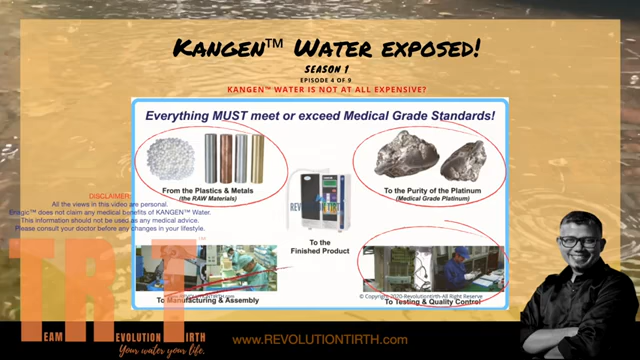 KANGEN™ WATER EXPOSED!
SEASON 1
EPISODE 4 OF 9
KANGEN™ WATER IS NOT AT ALL EXPENSIVE?
Everything MUST meet or exceed Medical Grade Standards!
From the Plastics & Metals
(the RAW Materials)
To the Purity of the Platinum
(Medical Grade Platinum)
REVOLUTIONTIRTH
To the
Finished Product
DISCLAIMER:
All the views in this video are personal.
Enagic™ does not claim any medical benefits of KANGEN™ Water.
This information should not be used as any medical advice.
Please consult your doctor before any changes in your lifestyle.
www.REVOLUTIONTIRTH.com
© Copyright 2020-Revolutiontirth-All Right Reserve
To Manufacturing & Assembly
To Testing & Quality Control
TEAM REVOLUTION TIRTH
Your water your life.
www.REVOLUTIONTIRTH.com